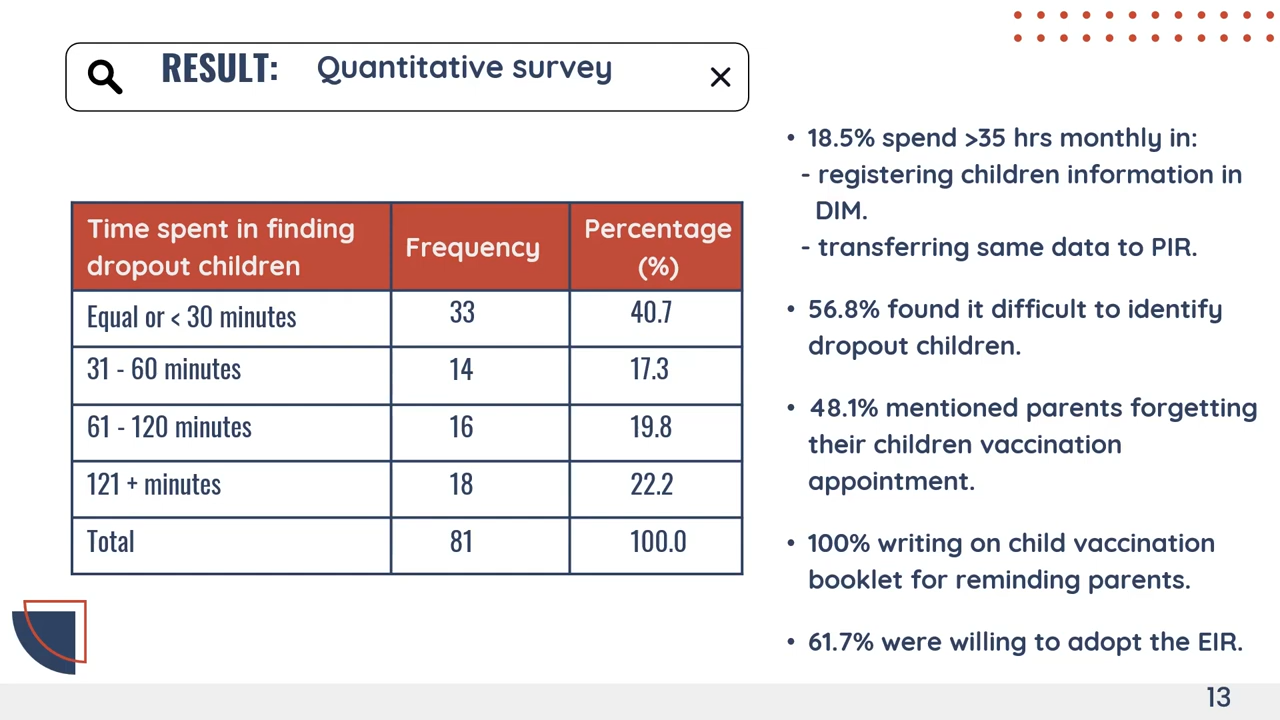 RESULT: Quantitative survey
Time spent in finding
dropout children
Frequency
Percentage
(%)
Equal or < 30 minutes 33 40.7
31 - 60 minutes 14 17.3
61 - 120 minutes 16 19.8
121 + minutes 18 22.2
Total 81 100.0
• 18.5% spend >35 hrs monthly in:
- registering children information in
DIM.
- transferring same data to PIR.
• 56.8% found it difficult to identify
dropout children.
• 48.1% mentioned parents forgetting
their children vaccination
appointment.
• 100% writing on child vaccination
booklet for reminding parents.
• 61.7% were willing to adopt the EIR.
13